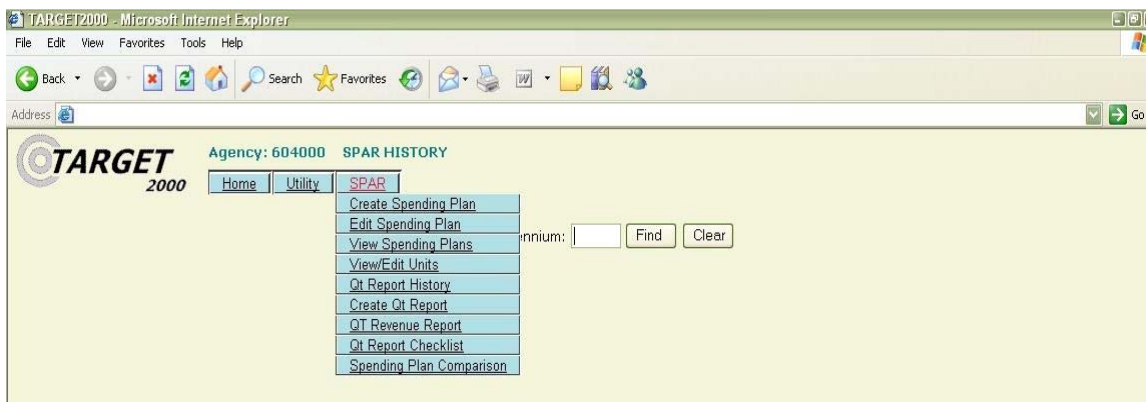 TARGET2000 - Microsoft Internet Explorer
File Edit View Favorites Tools Help
Back Search Favorites
Address Go
TARGET
2000
Agency: 604000 SPAR HISTORY
Home Utility SPAR
Create Spending Plan
Edit Spending Plan
nnium: Find Clear
View Spending Plans
View/Edit Units
Qt Report History
Create Qt Report
QT Revenue Report
Qt Report Checklist
Spending Plan Comparison